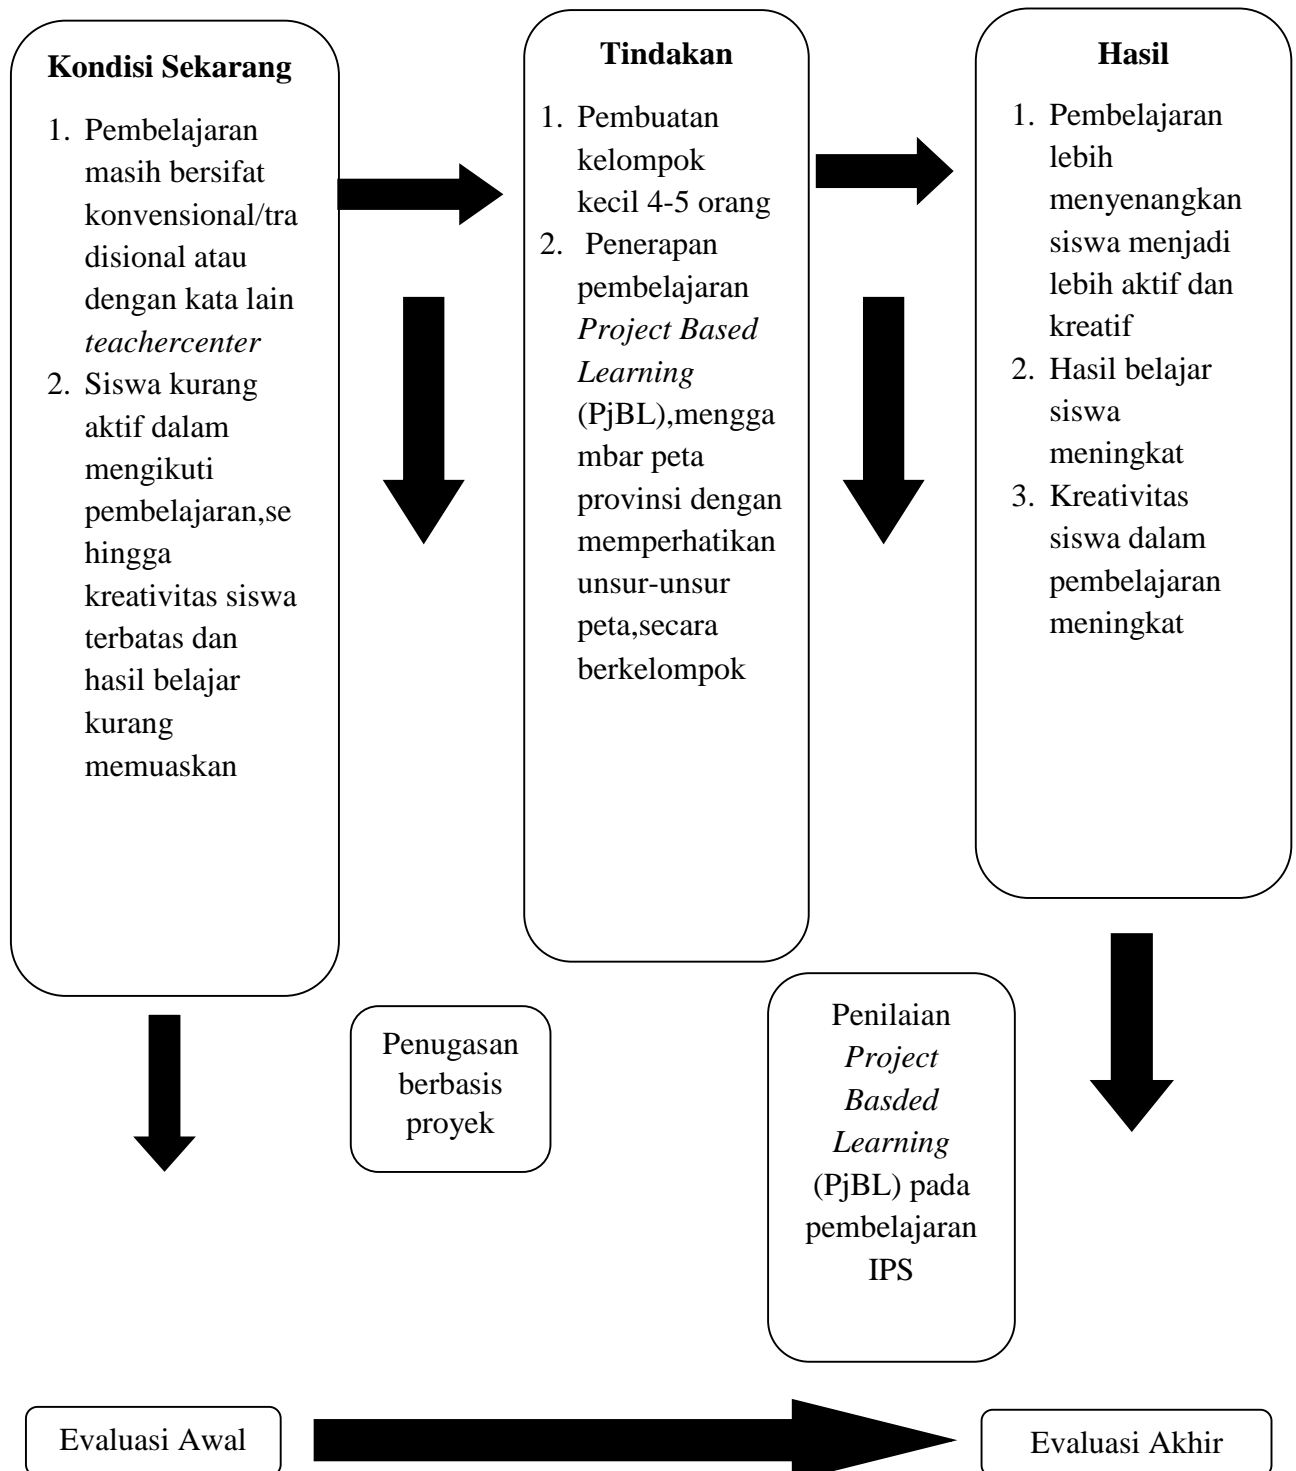 Kondisi Sekarang
1. Pembelajaran
masih bersifat
konvensional/tra
disional atau
dengan kata lain
teachercenter
2. Siswa kurang
aktif dalam
mengikuti
pembelajaran,se
hingga
kreativitas siswa
terbatas dan
hasil belajar
kurang
memuaskan
Tindakan
1. Pembuatan
kelompok
kecil 4-5 orang
2. Penerapan
pembelajaran
Project Based
Learning
(PjBL),mengga
mbar peta
provinsi dengan
memperhatikan
unsur-unsur
peta,secara
berkelompok
Hasil
1. Pembelajaran
lebih
menyenangkan
siswa menjadi
lebih aktif dan
kreatif
2. Hasil belajar
siswa
meningkat
3. Kreativitas
siswa dalam
pembelajaran
meningkat
Penugasan
berbasis
proyek
Penilaian
Project
Basded
Learning
(PjBL) pada
pembelajaran
IPS
Evaluasi Awal
Evaluasi Akhir